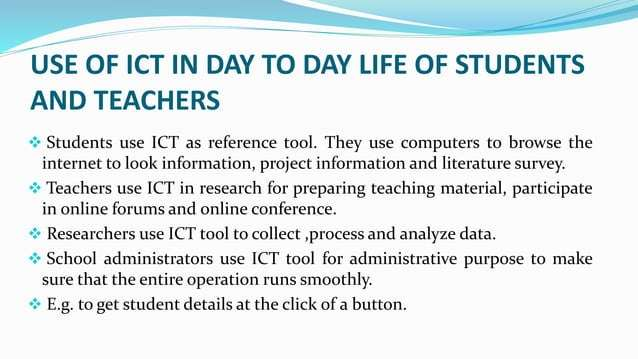 USE OF ICT IN DAY TO DAY LIFE OF STUDENTS
AND TEACHERS
❖ Students use ICT as reference tool. They use computers to browse the
internet to look information, project information and literature survey.
❖ Teachers use ICT in research for preparing teaching material, participate
in online forums and online conference.
❖ Researchers use ICT tool to collect ,process and analyze data.
❖ School administrators use ICT tool for administrative purpose to make
sure that the entire operation runs smoothly.
❖ E.g. to get student details at the click of a button.